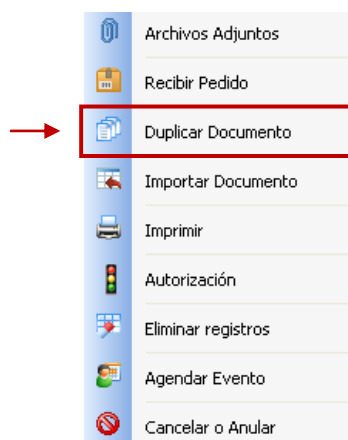 Archivos Adjuntos
Recibir Pedido
Duplicar Documento
Importar Documento
Imprimir
Autorización
Eliminar registros
Agendar Evento
Cancelar o Anular